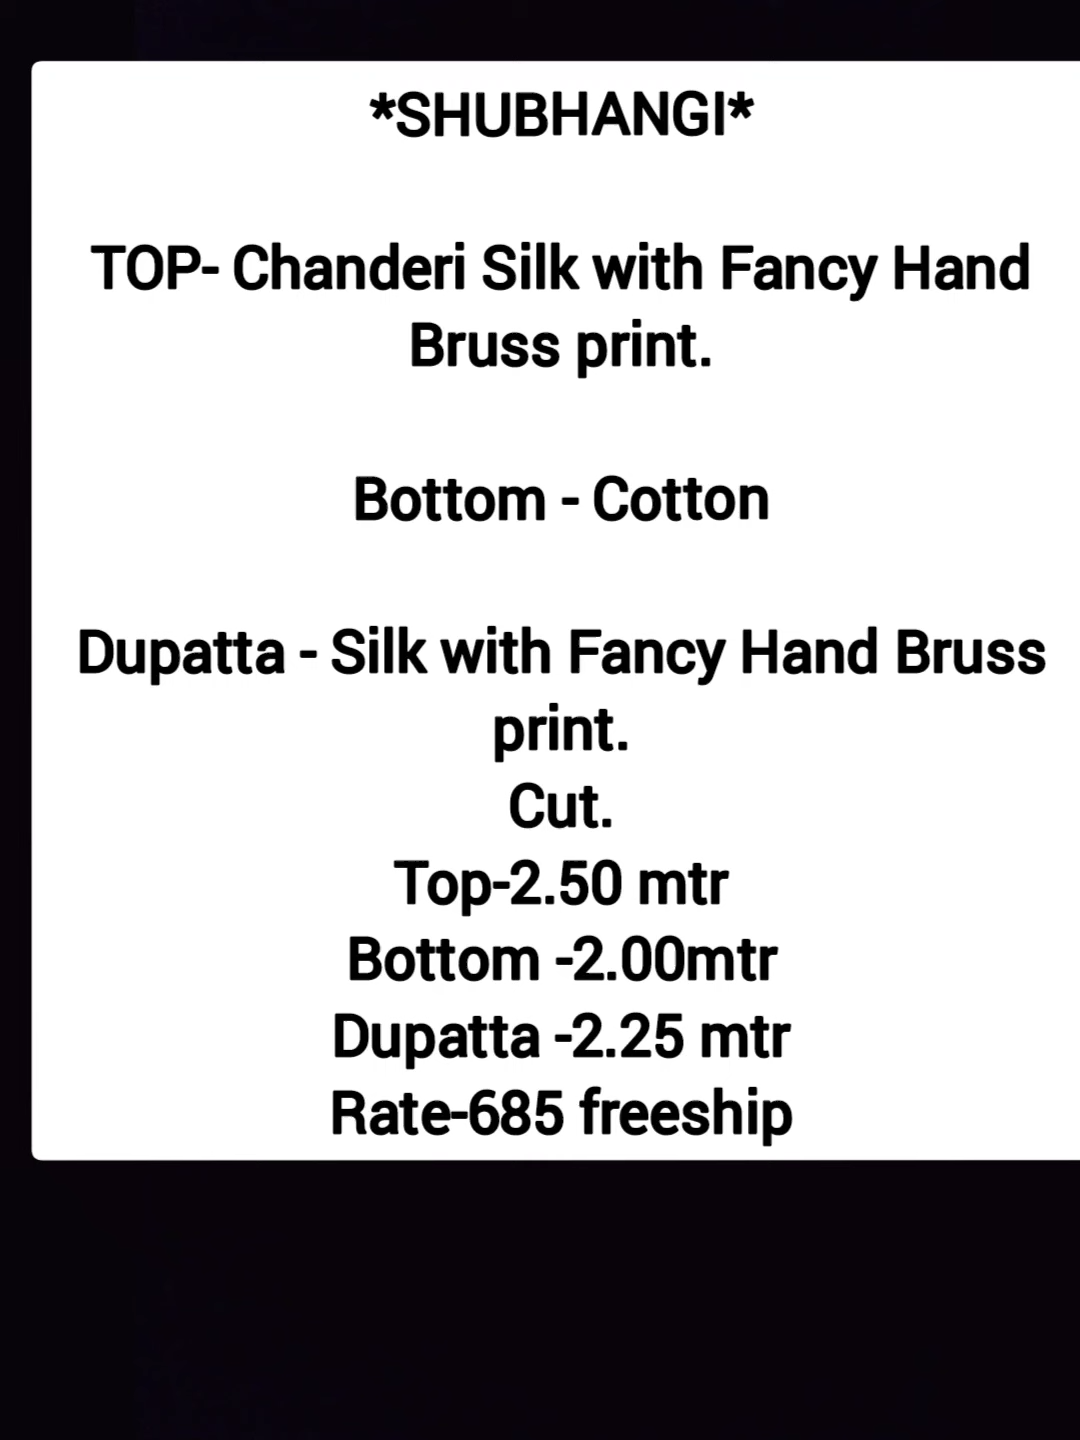 *SHUBHANGI*
TOP- Chanderi Silk with Fancy Hand
Bruss print.
Bottom - Cotton
Dupatta - Silk with Fancy Hand Bruss
print.
Cut.
Top-2.50 mtr
Bottom -2.00mtr
Dupatta -2.25 mtr
Rate-685 freeship